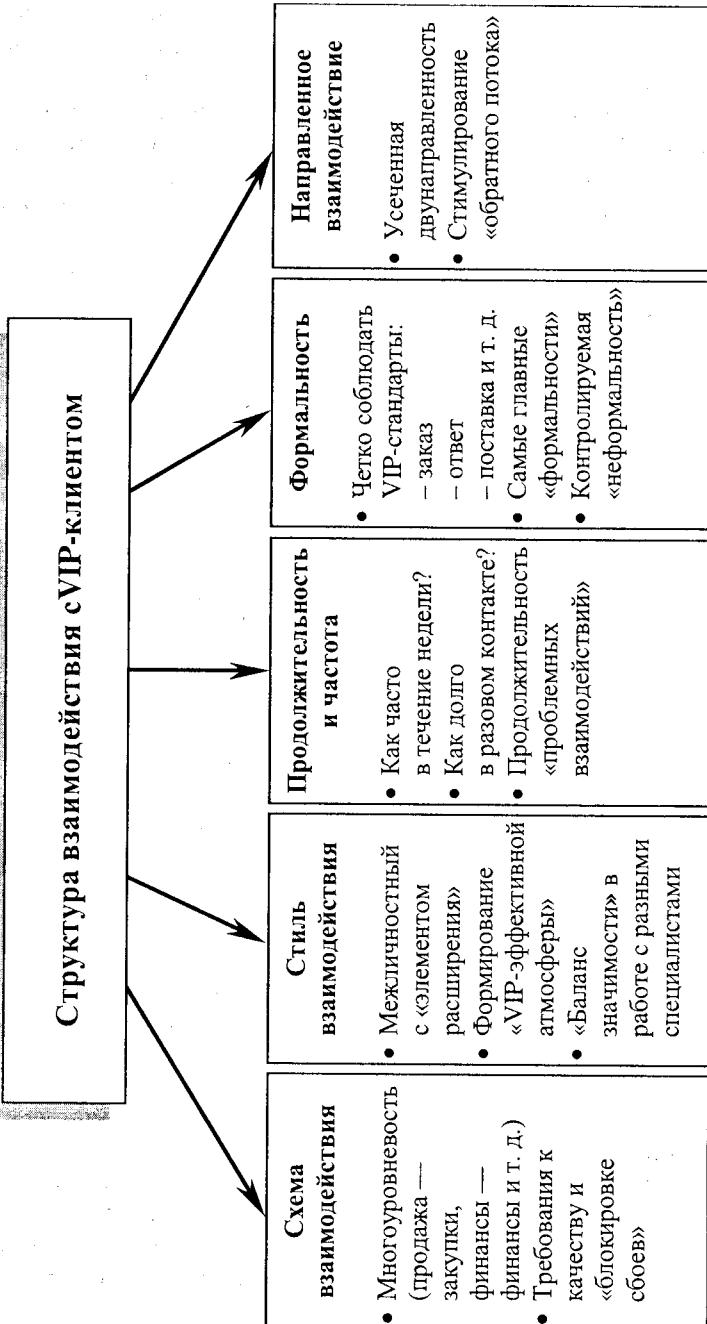 Структура взаимодействия сVIP-клиентом
Схема
взаимодействия
• Многоуровневость
(продажа —
закупки,
финансы —
финансы и т. д.)
• Требования к
качеству и
«блокировке
сбоев»
Стиль
взаимодействия
• Межличностный
с «элементом
расширения»
• Формирование
«VIP-эффективной
атмосферы»
• «Баланс
значимости» в
работе с разными
специалистами
Продолжительность
и частота
• Как часто
в течение недели?
• Как долго
в разовом контакте?
• Продолжительность
«проблемных
взаимодействий»
Формальность
• Четко соблюдать
VIP-стандарты:
– заказ
– ответ
– поставка и т. д.
• Самые главные
«формальности»
• Контролируемая
«неформальность»
Направленное
взаимодействие
• Усеченная
двунаправленность
• Стимулирование
«обратного потока»